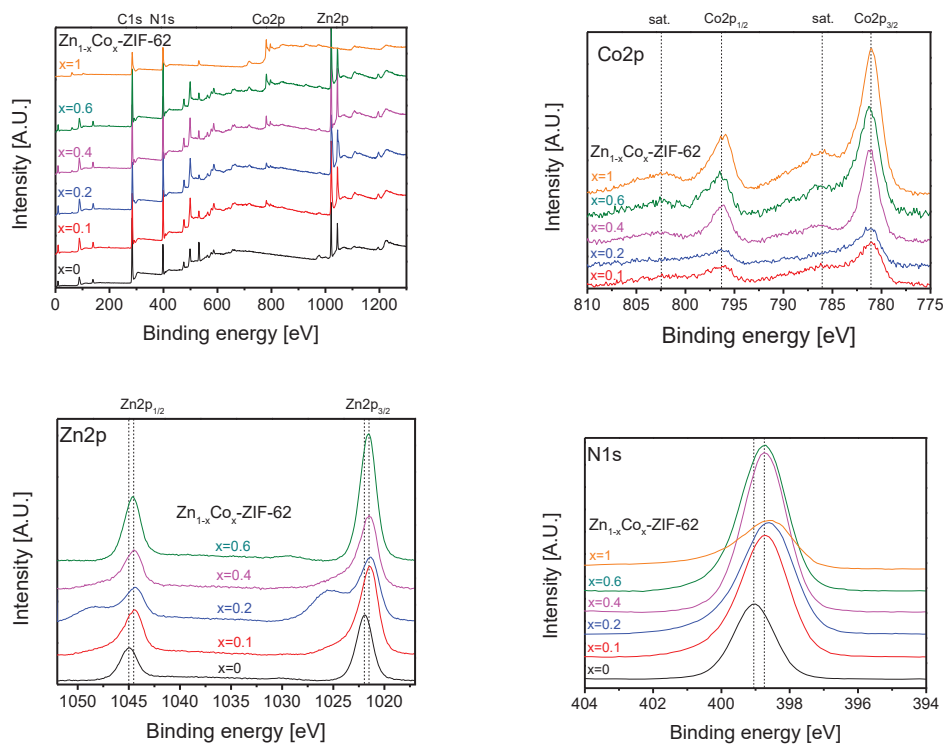 C1s N1s Co2p Zn2p
Zn1-xCox-ZIF-62
x=1
x=0.6
x=0.4
x=0.2
x=0.1
x=0
Intensity [A.U.]
0 200 400 600 800 1000 1200
Binding energy [eV]
sat. Co2p1/2 sat. Co2p3/2
Co2p
Zn1-xCox-ZIF-62
x=1
x=0.6
x=0.4
x=0.2
x=0.1
Intensity [A.U.]
810 805 800 795 790 785 780 775
Binding energy [eV]
Zn2p1/2 Zn2p3/2
Zn2p
Zn1-xCox-ZIF-62
x=0.6
x=0.4
x=0.2
x=0.1
x=0
Intensity [A.U.]
1050 1045 1040 1035 1030 1025 1020
Binding energy [eV]
N1s
Zn1-xCox-ZIF-62
x=1
x=0.6
x=0.4
x=0.2
x=0.1
x=0
Intensity [A.U.]
404 402 400 398 396 394
Binding energy [eV]